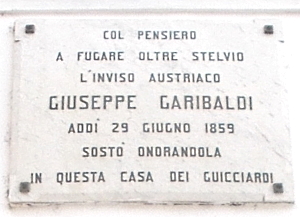 COL PENSIERO
A FUGARE OLTRE STELVIO
L'INVISO AUSTRIACO
GIUSEPPE GARIBALDI
ADDÌ 29 GIUGNO 1859
SOSTÒ ONORANDOLA
IN QUESTA CASA DEI GUICCIARDI